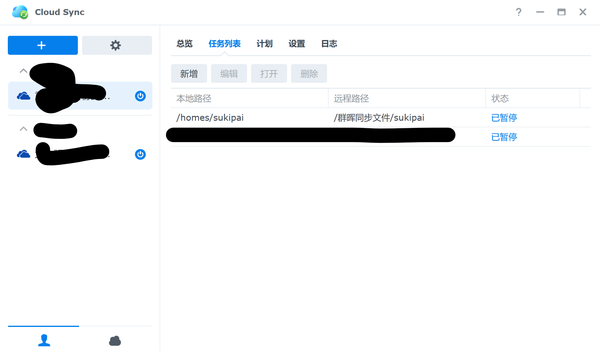 Cloud Sync
总览 任务列表 计划 设置 日志
新增 编辑 打开 删除
本地路径 远程路径 状态
/homes/sukipai /群晖同步文件/sukipai 已暂停
已暂停